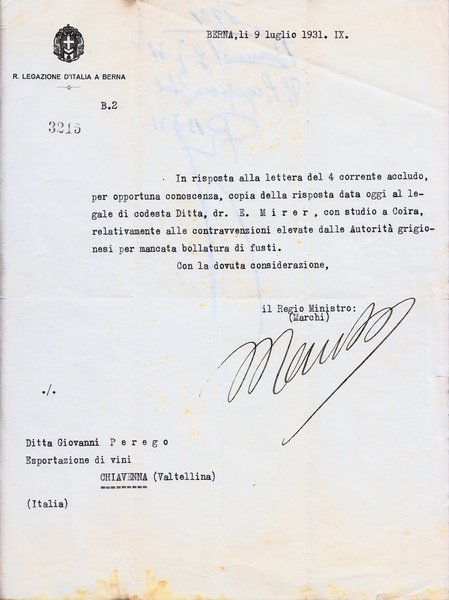 BERNA, li 9 luglio 1931. IX.
R. LEGAZIONE D'ITALIA A BERNA
B.2
3215
In risposta alla lettera del 4 corrente accludo,
per opportuna conoscenza, copia della risposta data oggi al le-
gale di codesta Ditta, dr. E. M i r e r , con studio a Coira,
relativamente alle contravvenzioni elevate dalle Autorità grigio-
nesi per mancata bollatura di fusti.
Con la dovuta considerazione,
il Regio Ministro:
(Marchi)
./.
Ditta Giovanni P e r e g o
Esportazione di vini
CHIAVENNA (Valtellina)
(Italia)